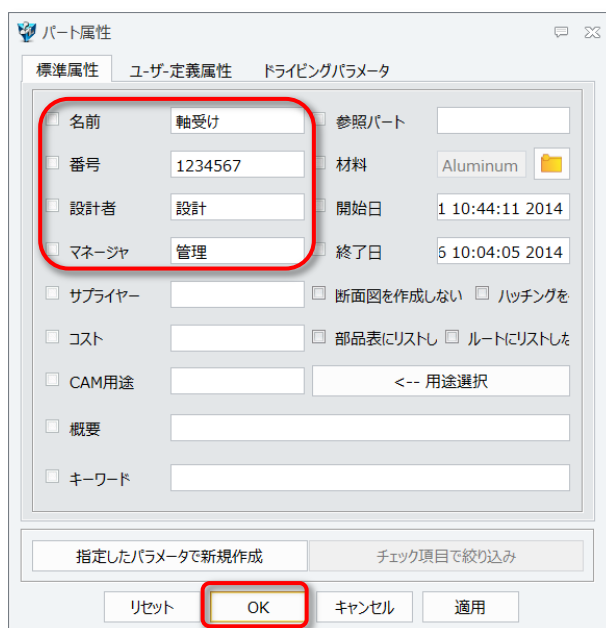 パート属性
標準属性 ユーザ-定義属性 ドライビングパラメータ
名前 軸受け 参照パート
番号 1234567 材料 Aluminum
設計者 設計 開始日 1 10:44:11 2014
マネージャ 管理 終了日 6 10:04:05 2014
サプライヤー 断面図を作成しない ハッチングを
コスト 部品表にリストし ルートにリストしな
CAM用途 <-- 用途選択
概要
キーワード
指定したパラメータで新規作成 チェック項目で絞り込み
リセット OK キャンセル 適用